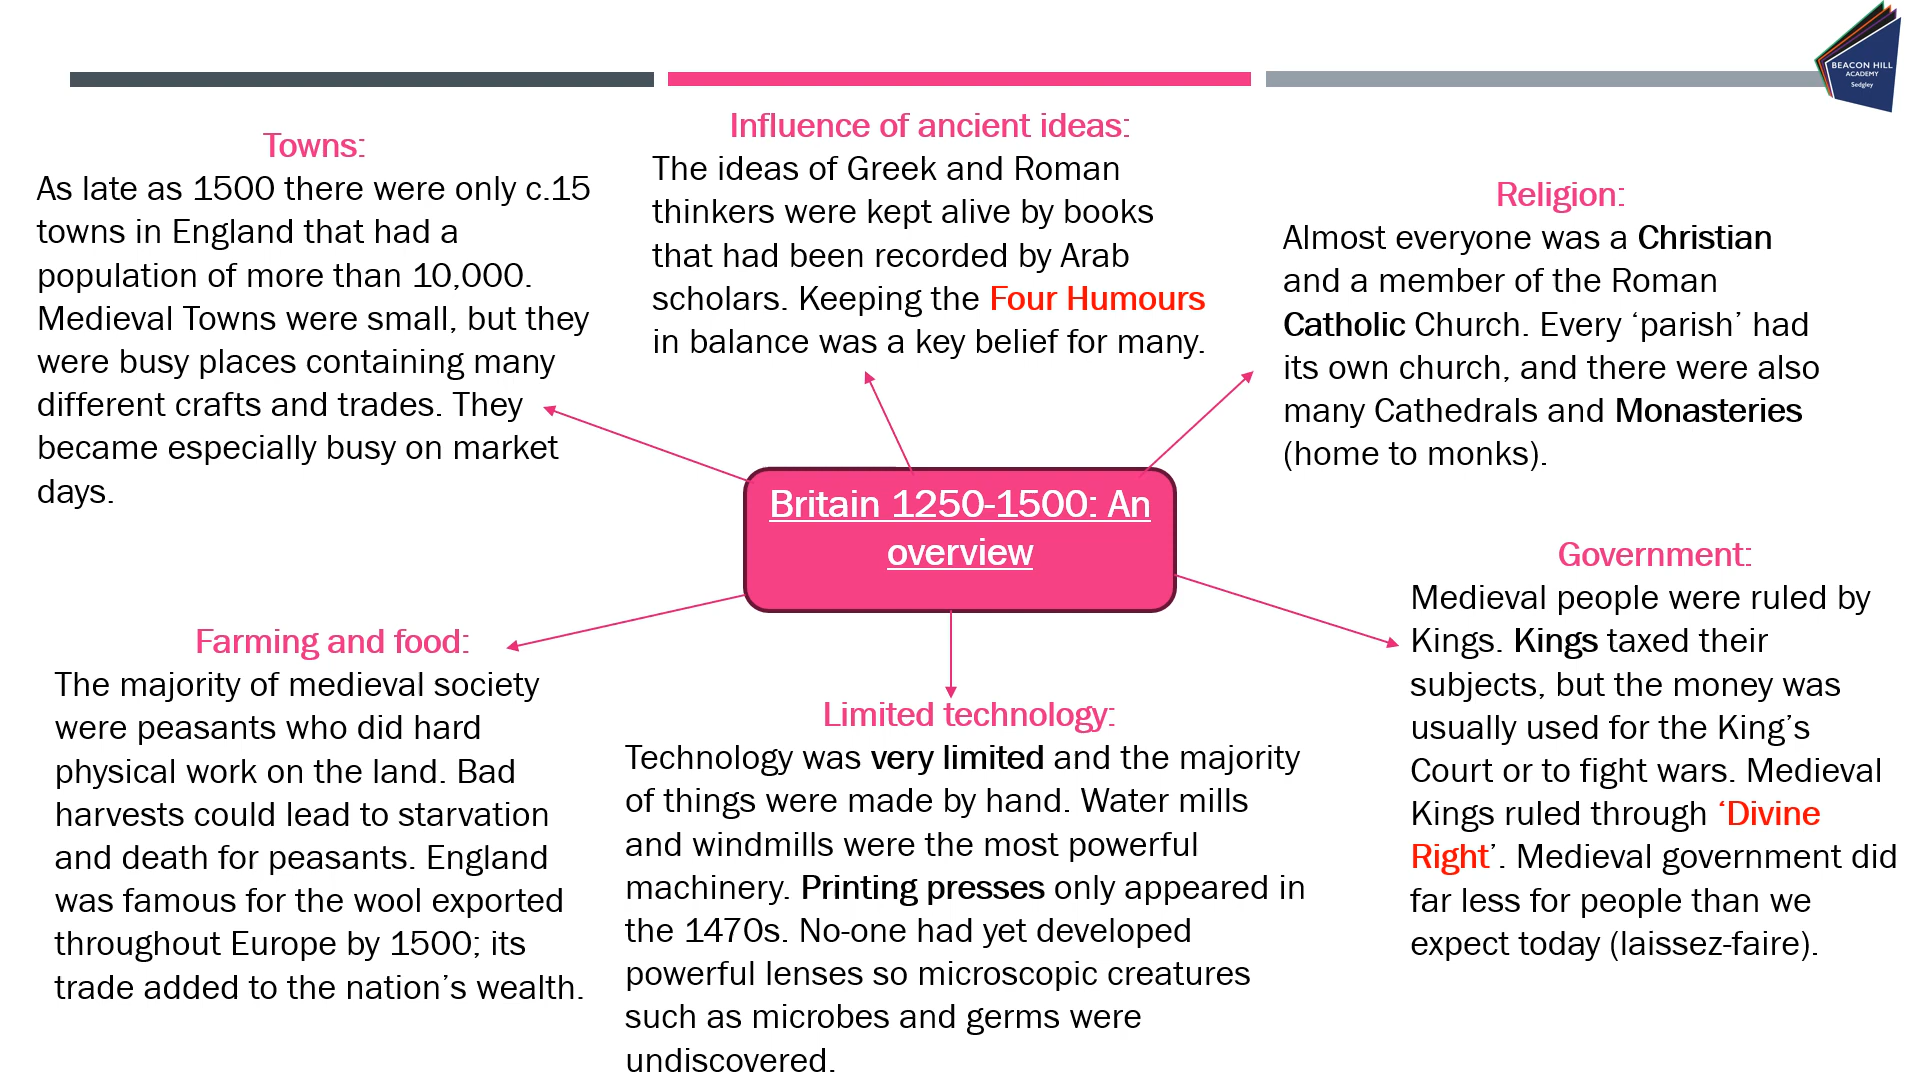 BEACON HILL
ACADEMY
Sedgley
Towns:
As late as 1500 there were only c.15
towns in England that had a
population of more than 10,000.
Medieval Towns were small, but they
were busy places containing many
different crafts and trades. They
became especially busy on market
days.
Influence of ancient ideas:
The ideas of Greek and Roman
thinkers were kept alive by books
that had been recorded by Arab
scholars. Keeping the Four Humours
in balance was a key belief for many.
Religion:
Almost everyone was a Christian
and a member of the Roman
Catholic Church. Every ‘parish’ had
its own church, and there were also
many Cathedrals and Monasteries
(home to monks).
Britain 1250-1500: An
overview
Farming and food:
The majority of medieval society
were peasants who did hard
physical work on the land. Bad
harvests could lead to starvation
and death for peasants. England
was famous for the wool exported
throughout Europe by 1500; its
trade added to the nation’s wealth.
Limited technology:
Technology was very limited and the majority
of things were made by hand. Water mills
and windmills were the most powerful
machinery. Printing presses only appeared in
the 1470s. No-one had yet developed
powerful lenses so microscopic creatures
such as microbes and germs were
undiscovered.
Government:
Medieval people were ruled by
Kings. Kings taxed their
subjects, but the money was
usually used for the King’s
Court or to fight wars. Medieval
Kings ruled through ‘Divine
Right’. Medieval government did
far less for people than we
expect today (laissez-faire).